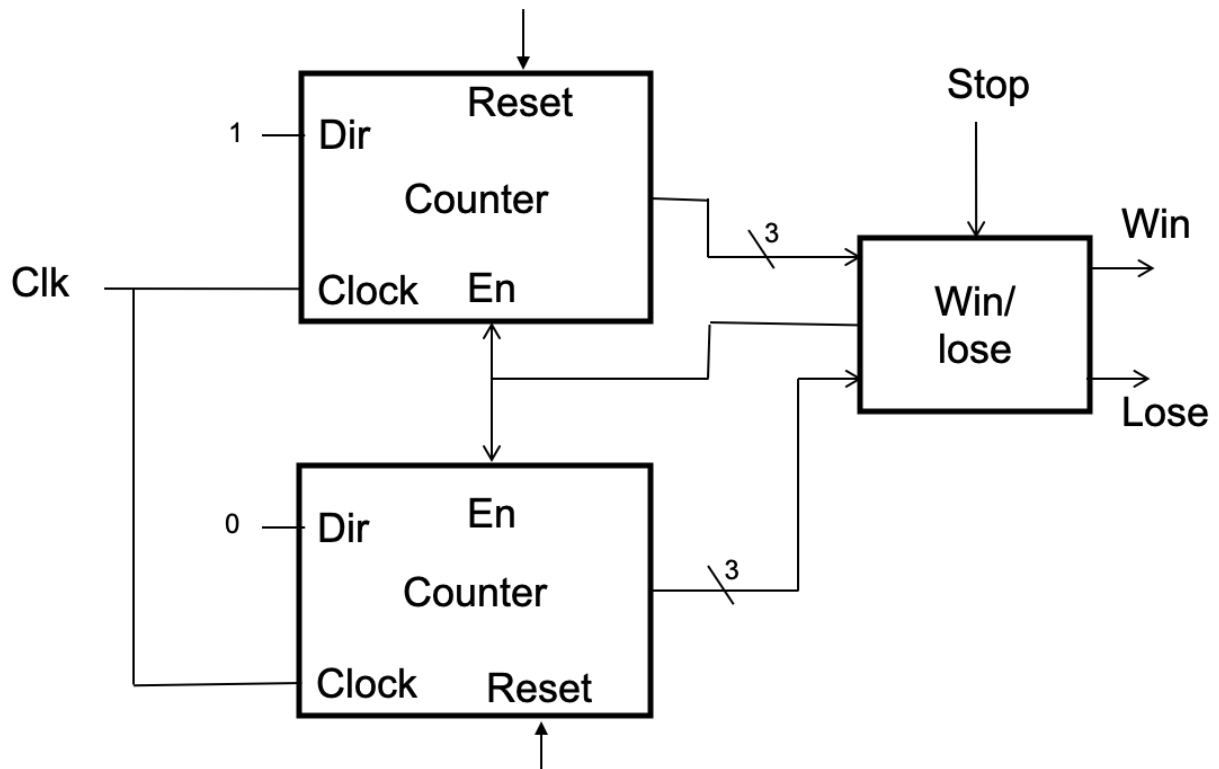 Reset
Stop
1
Dir
Counter
3
Win
Clk
Clock
En
Win/
lose
Lose
En
0
Dir
3
Counter
Clock
Reset